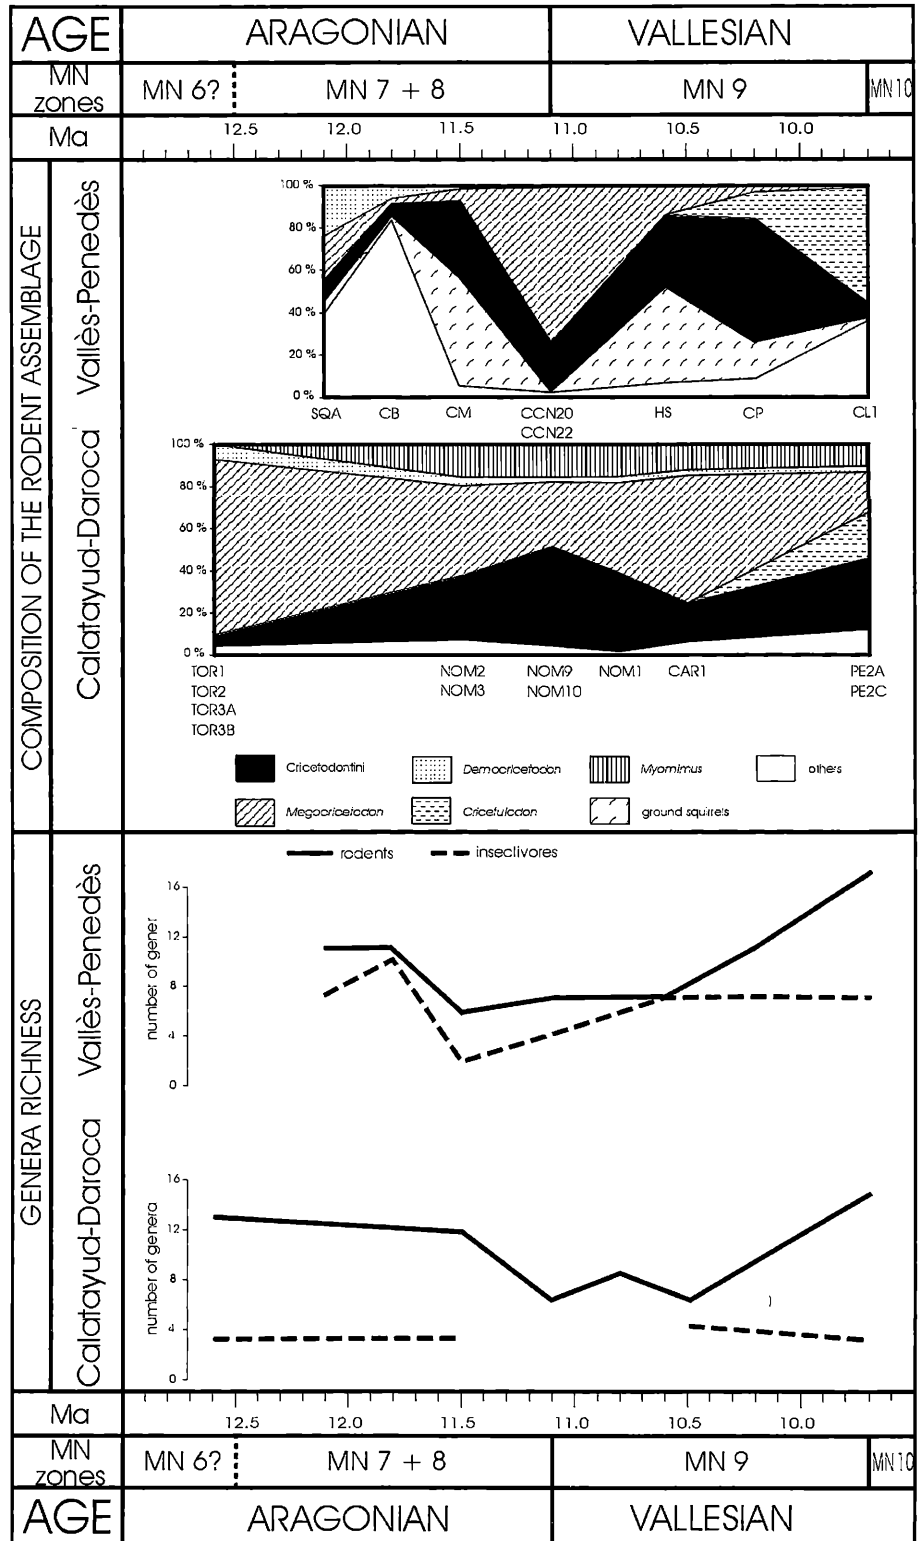 AGE ARAGONIAN VALLESIAN
MN zones MN 6? MN 7 + 8 MN 9 MN 10
Ma 12.5 12.0 11.5 11.0 10.5 10.0
COMPOSITION OF THE RODENT ASSEMBLAGE
Vallès-Penedès
100 %
80 %
60 %
40 %
20 %
0 %
SQA CB CM CCN20 HS CP CL1
CCN22
Calatayud-Daroca
100 %
80 %
60 %
40 %
20 %
0 %
TOR1 NOM2 NOM9 NOM1 CAR1 PE2A
TOR2 NOM3 NOM10 PE2C
TOR3A
TOR3B
Cricetodontini Democricetodon Myomimus others
Megacricetodon Cricetulodon ground squirrels
GENERA RICHNESS
rodents insectivores
Vallès-Penedès
number of gener
16
12
8
4
0
Calatayud-Daroca
number of genera
16
12
8
4
0
Ma 12.5 12.0 11.5 11.0 10.5 10.0
MN zones MN 6? MN 7 + 8 MN 9 MN 10
AGE ARAGONIAN VALLESIAN